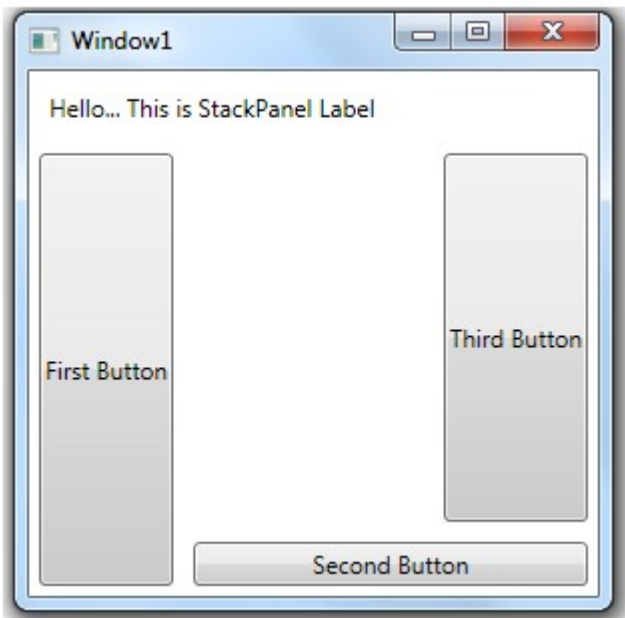 Window1
Hello... This is StackPanel Label
First Button
Third Button
Second Button